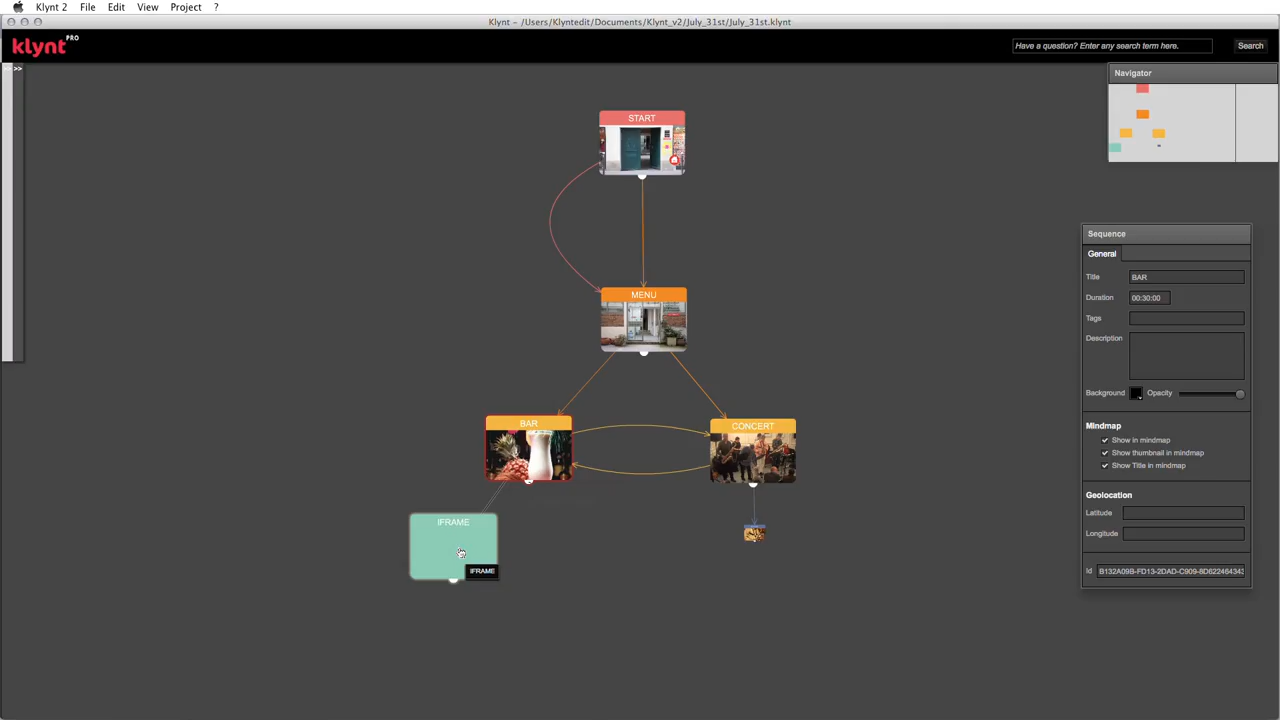 Klynt 2 File Edit View Project ?
Klynt – /Users/Klyntedit/Documents/Klynt_v2/July_31st/July_31st.klynt
klynt PRO
Have a question? Enter any search term here. Search
>> >>
Navigator
START
MENU
BAR
CONCERT
IFRAME
IFRAME
Sequence
General
Title BAR
Duration 00:30:00
Tags
Description
Background Opacity
Mindmap
Show in mindmap
Show thumbnail in mindmap
Show Title in mindmap
Geolocation
Latitude
Longitude
Id B132A09B-FD13-2DAD-C909-8D622464343